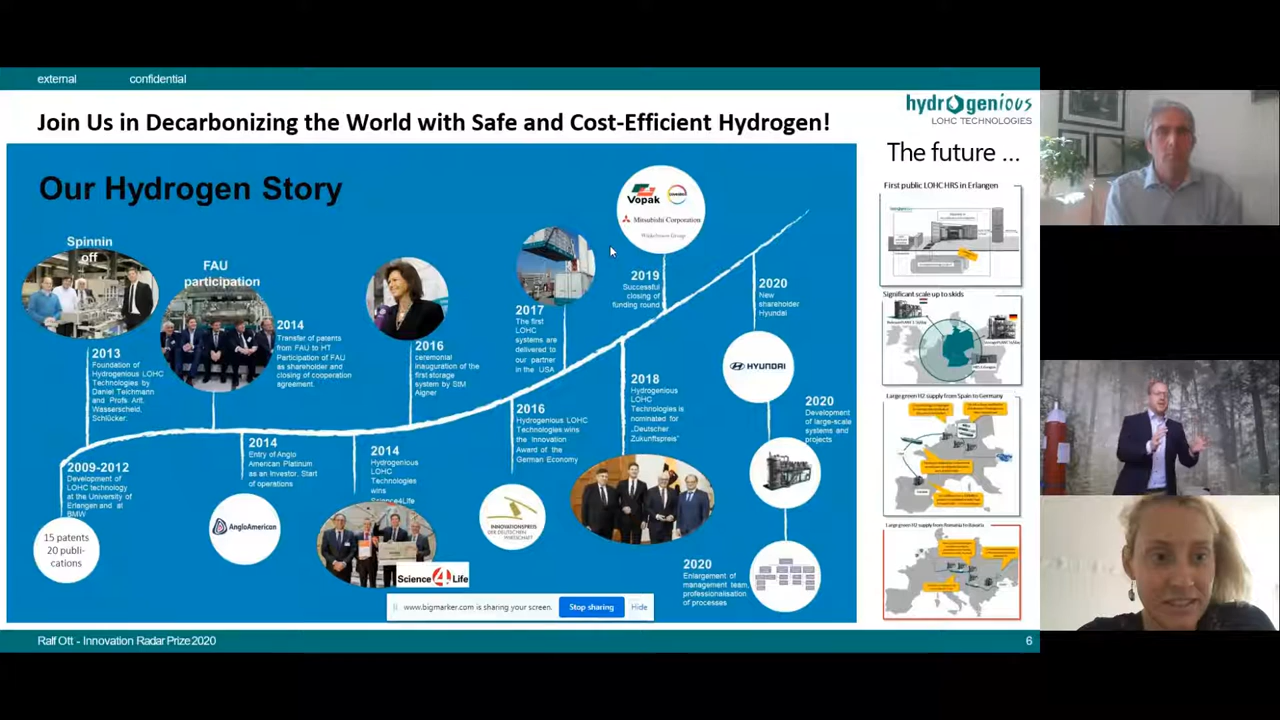 external confidential
hydrogenious
LOHC TECHNOLOGIES
Join Us in Decarbonizing the World with Safe and Cost-Efficient Hydrogen!
Our Hydrogen Story
Spinnin
off
2013
Foundation of
Hydrogenious LOHC
Technologies by
Daniel Teichmann
and Profs Arlt,
Wasserscheid,
Schlücker.
2009-2012
Development of
LOHC technology
at the University of
Erlangen and at
BMW
15 patents
20 publi-
cations
FAU
participation
2014
Transfer of patents
from FAU to HT
Participation of FAU
as shareholder and
closing of cooperation
agreement.
2014
Entry of Anglo
American Platinum
as an Investor. Start
of operations
AngloAmerican
2014
Hydrogenious
LOHC
Technologies
wins
Science4Life
Science4Life
2016
ceremonial
inauguration of the
first storage
system by StM
Aigner
2016
Hydrogenious LOHC
Technologies wins
the Innovation
Award of the
German Economy
INNOVATIONSPREIS
DER DEUTSCHEN
WIRTSCHAFT
2017
The first
LOHC
systems are
delivered to
our partner
in the USA
2018
Hydrogenious
LOHC
Technologies is
nominated for
„Deutscher
Zukunftspreis"
Vopak
covestro
Mitsubishi Corporation
2019
Successful
closing of
funding round
2020
New
shareholder
Hyundai
HYUNDAI
2020
Development
of large-scale
systems and
projects
2020
Enlargement of
management team,
professionalisation
of processes
The future ...
First public LOHC HRS in Erlangen
Significant scale up to skids
Large green H2 supply from Spain to Germany
Large green H2 supply from Romania to Bavaria
www.bigmarker.com is sharing your screen. Stop sharing Hide
Ralf Ott - Innovation Radar Prize2020 6